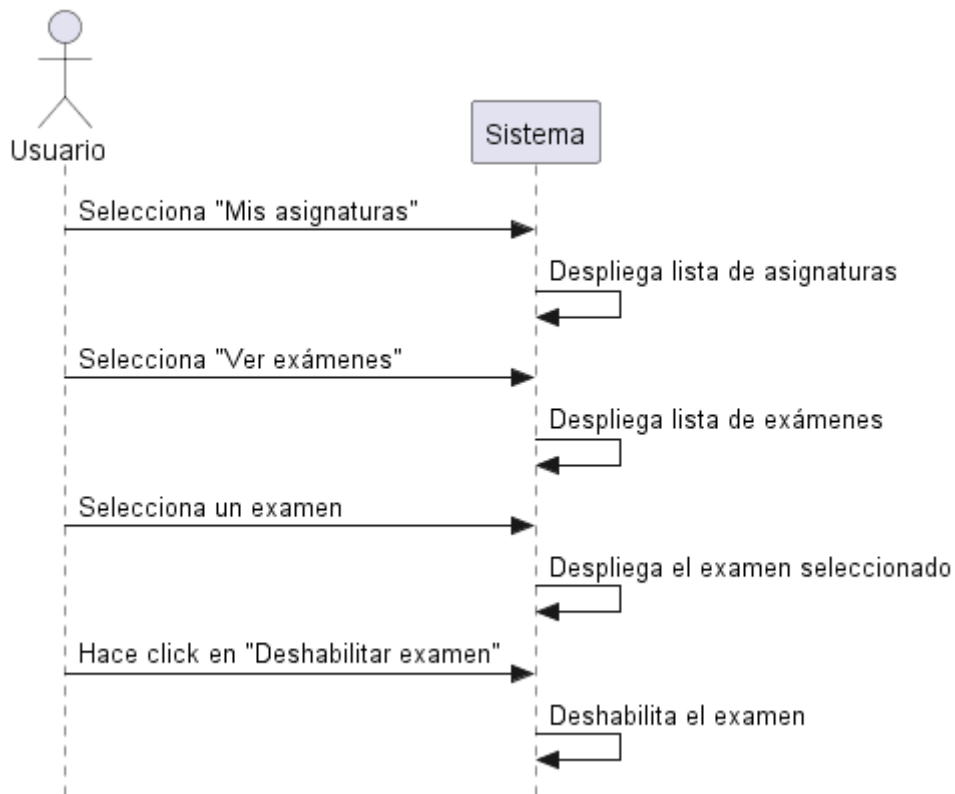 Usuario
Sistema
Selecciona "Mis asignaturas"
Despliega lista de asignaturas
Selecciona "Ver exámenes"
Despliega lista de exámenes
Selecciona un examen
Despliega el examen seleccionado
Hace click en "Deshabilitar examen"
Deshabilita el examen